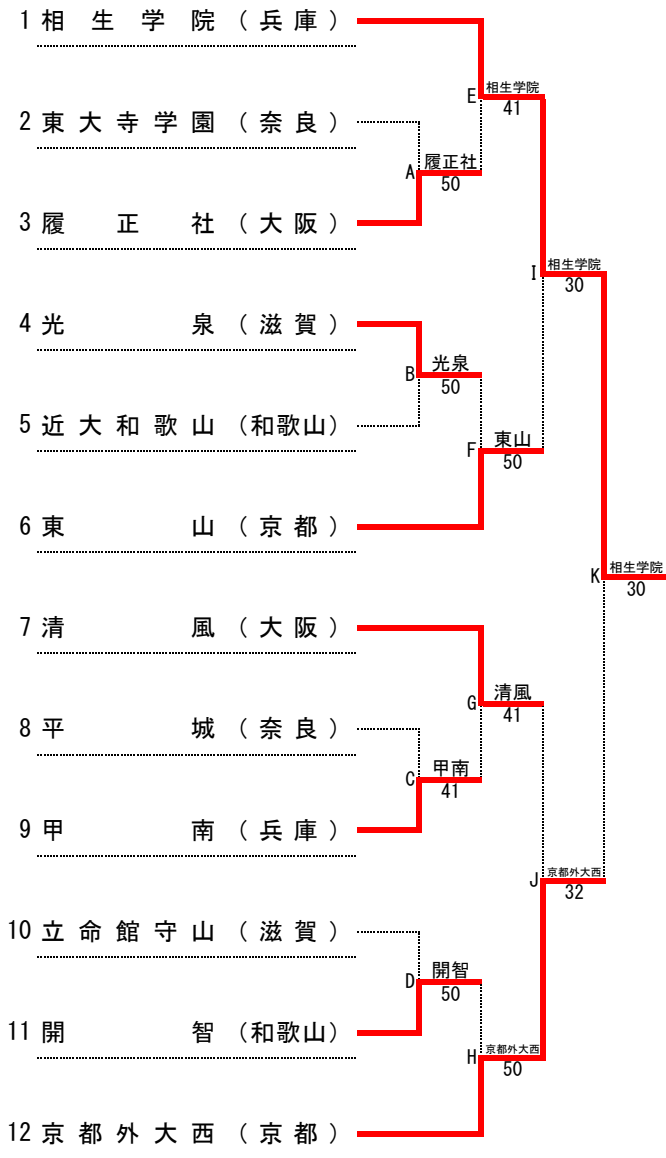 1 相生学院 (兵庫)
相生学院
E
41
2 東大寺学園 (奈良)
履正社
A
50
3 履正社 (大阪)
相生学院
I
30
4 光泉 (滋賀)
光泉
B
50
5 近大和歌山 (和歌山)
東山
F
50
6 東山 (京都)
相生学院
K
30
7 清風 (大阪)
清風
G
41
8 平城 (奈良)
甲南
C
41
9 甲南 (兵庫)
京都外大西
J
32
10 立命館守山 (滋賀)
開智
D
50
11 開智 (和歌山)
京都外大西
H
50
12 京都外大西 (京都)